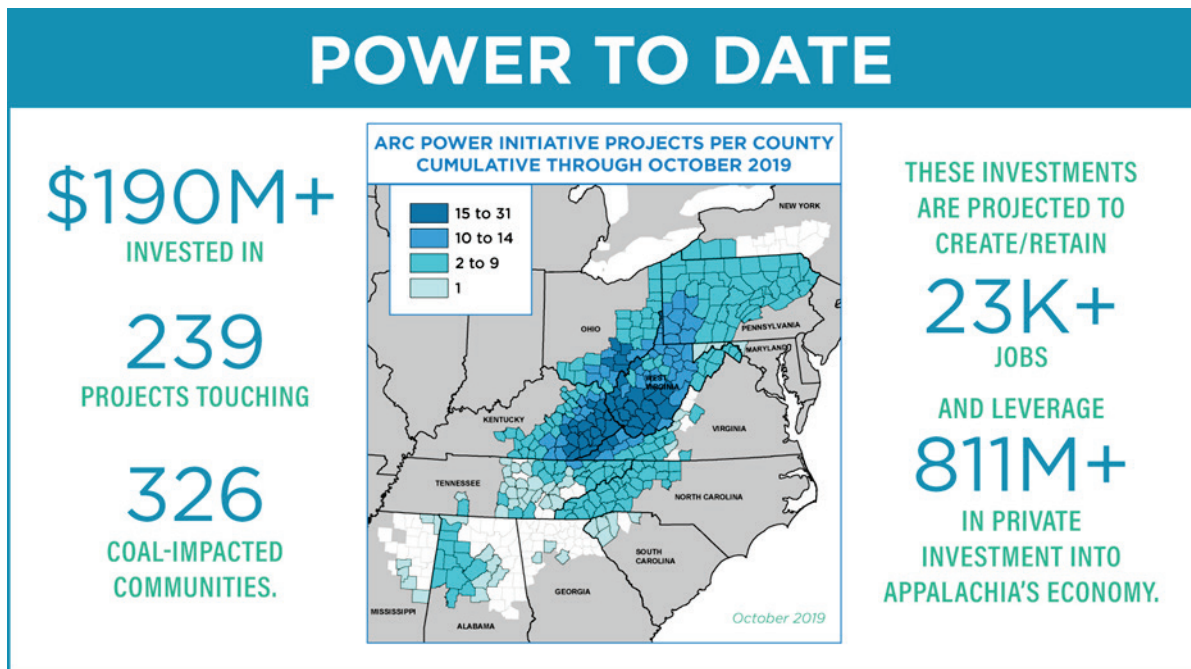 POWER TO DATE
$190M+
INVESTED IN
239
PROJECTS TOUCHING
326
COAL-IMPACTED
COMMUNITIES.
ARC POWER INITIATIVE PROJECTS PER COUNTY
CUMULATIVE THROUGH OCTOBER 2019
15 to 31
10 to 14
2 to 9
1
NEW YORK
OHIO
PENNSYLVANIA
MARYLAND
WEST
VIRGINIA
KENTUCKY
VIRGINIA
TENNESSEE
NORTH CAROLINA
SOUTH
CAROLINA
GEORGIA
MISSISSIPPI
ALABAMA
October 2019
THESE INVESTMENTS
ARE PROJECTED TO
CREATE/RETAIN
23K+
JOBS
AND LEVERAGE
811M+
IN PRIVATE
INVESTMENT INTO
APPALACHIA'S ECONOMY.